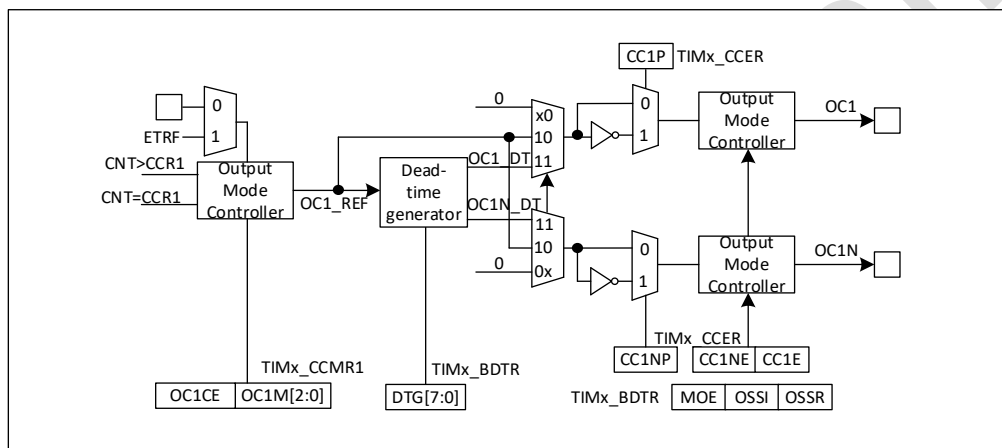 CC1P TIMx_CCER
0
0
x0
0
Output
Mode
Controller
OC1
ETRF
1
10
1
CNT>CCR1
11
OC1_DT
Output
Mode
Controller
Dead-
time
generator
CNT=CCR1
OC1_REF
OC1N_DT
11
10
0
Output
Mode
Controller
OC1N
0
0x
1
TIMx_CCER
TIMx_CCMR1
TIMx_BDTR
CC1NP
CC1NE CC1E
OC1CE OC1M[2:0]
DTG[7:0]
TIMx_BDTR
MOE OSSI OSSR